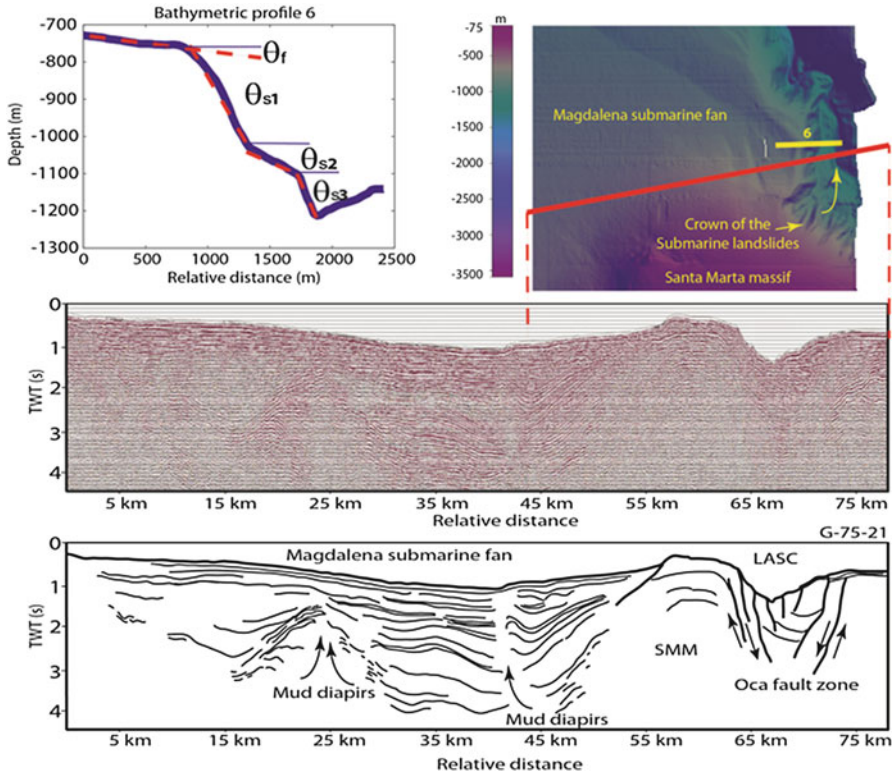 Bathymetric profile 6
-700
-800
-900
-1000
-1100
-1200
-1300
Depth (m)
θf
θs1
θs2
θs3
0 500 1000 1500 2000 2500
Relative distance (m)
m
-75
-500
-1000
-1500
-2000
-2500
-3000
-3500
Magdalena submarine fan
6
Crown of the
Submarine landslides
Santa Marta massif
0
1
2
3
4
TWT (s)
5 km 15 km 25 km 35 km 45 km 55 km 65 km 75 km
Relative distance
G-75-21
0
1
2
3
4
TWT (s)
Magdalena submarine fan
LASC
SMM
Mud diapirs
Oca fault zone
Mud diapirs
5 km 15 km 25 km 35 km 45 km 55 km 65 km 75 km
Relative distance